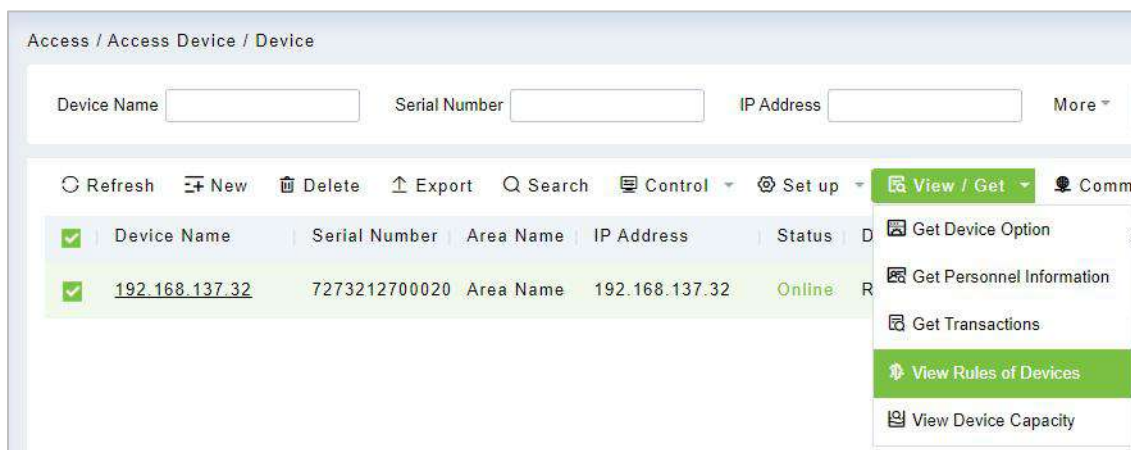 Access / Access Device / Device
Device Name Serial Number IP Address More
Refresh New Delete Export Search Control Set up View / Get Comm
Device Name Serial Number Area Name IP Address Status D
Get Device Option
192.168.137.32 7273212700020 Area Name 192.168.137.32 Online R
Get Personnel Information
Get Transactions
View Rules of Devices
View Device Capacity